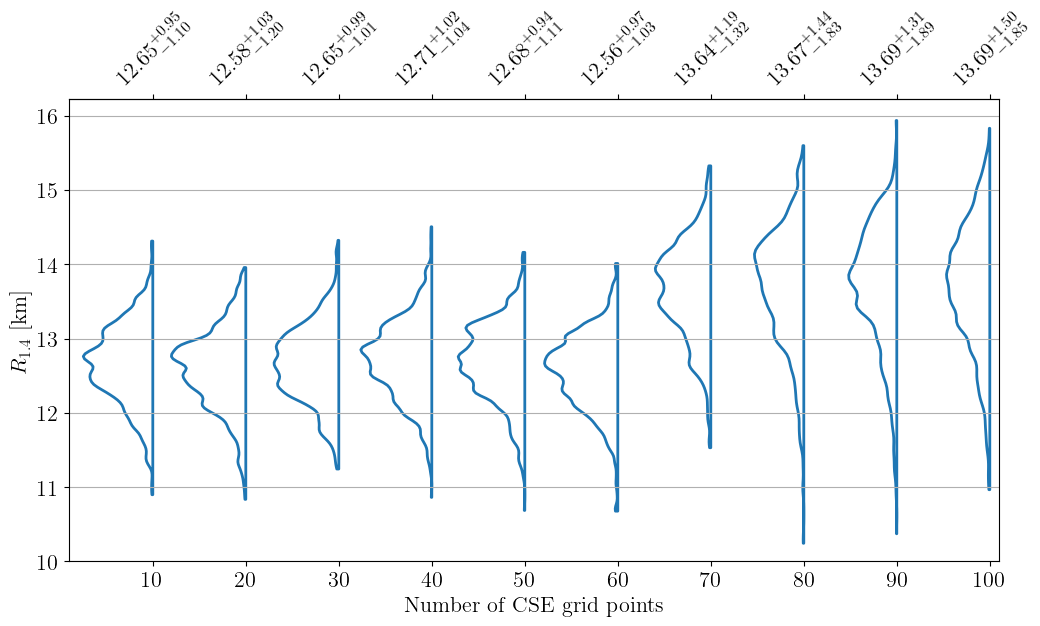 12.65^{+0.95}_{-1.10} 12.58^{+1.03}_{-1.20} 12.65^{+0.99}_{-1.01} 12.71^{+1.02}_{-1.04} 12.68^{+0.94}_{-1.11} 12.56^{+0.97}_{-1.03} 13.64^{+1.19}_{-1.32} 13.67^{+1.44}_{-1.83} 13.69^{+1.31}_{-1.89} 13.69^{+1.50}_{-1.85}
16
15
14
13
12
11
10
R_{1.4} [km]
10 20 30 40 50 60 70 80 90 100
Number of CSE grid points